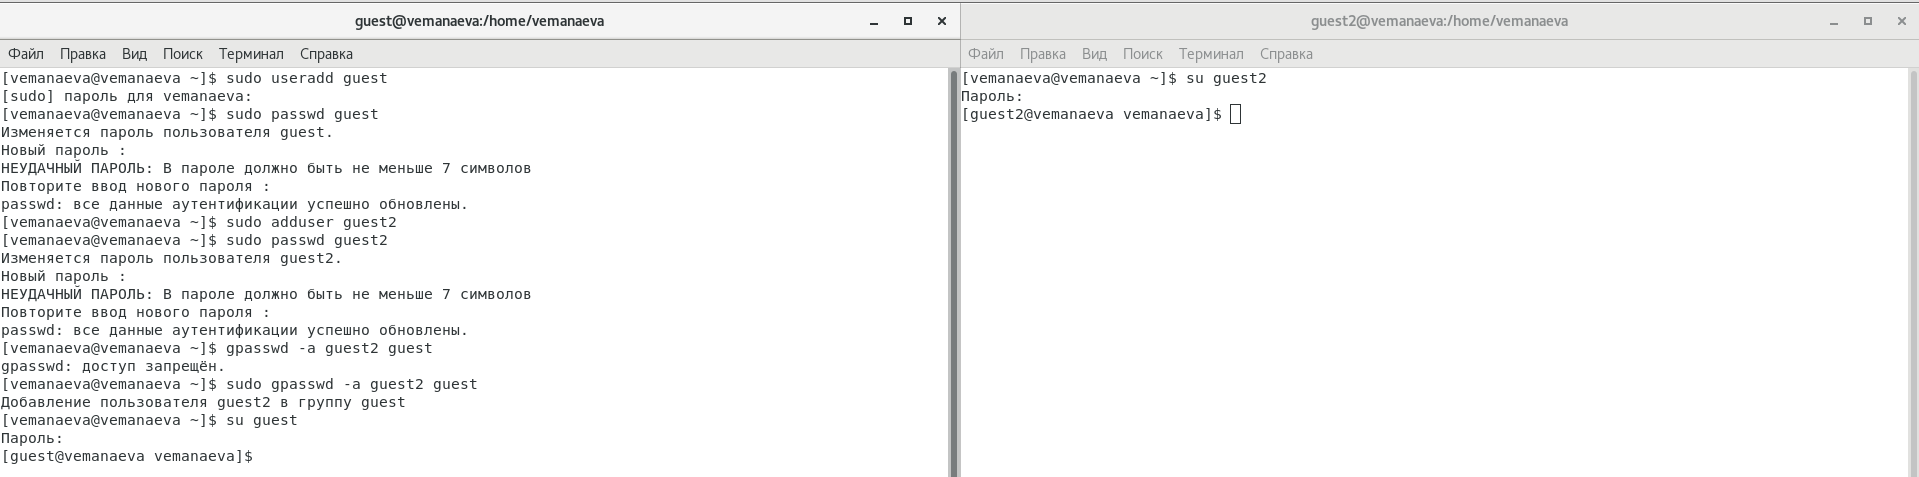 guest@vemanaeva:/home/vemanaeva
Файл Правка Вид Поиск Терминал Справка
[vemanaeva@vemanaeva ~]$ sudo useradd guest
[sudo] пароль для vemanaeva:
[vemanaeva@vemanaeva ~]$ sudo passwd guest
Изменяется пароль пользователя guest.
Новый пароль :
НЕУДАЧНЫЙ ПАРОЛЬ: В пароле должно быть не меньше 7 символов
Повторите ввод нового пароля :
passwd: все данные аутентификации успешно обновлены.
[vemanaeva@vemanaeva ~]$ sudo adduser guest2
[vemanaeva@vemanaeva ~]$ sudo passwd guest2
Изменяется пароль пользователя guest2.
Новый пароль :
НЕУДАЧНЫЙ ПАРОЛЬ: В пароле должно быть не меньше 7 символов
Повторите ввод нового пароля :
passwd: все данные аутентификации успешно обновлены.
[vemanaeva@vemanaeva ~]$ gpasswd -a guest2 guest
gpasswd: доступ запрещён.
[vemanaeva@vemanaeva ~]$ sudo gpasswd -a guest2 guest
Добавление пользователя guest2 в группу guest
[vemanaeva@vemanaeva ~]$ su guest
Пароль:
[guest@vemanaeva vemanaeva]$
guest2@vemanaeva:/home/vemanaeva
Файл Правка Вид Поиск Терминал Справка
[vemanaeva@vemanaeva ~]$ su guest2
Пароль:
[guest2@vemanaeva vemanaeva]$